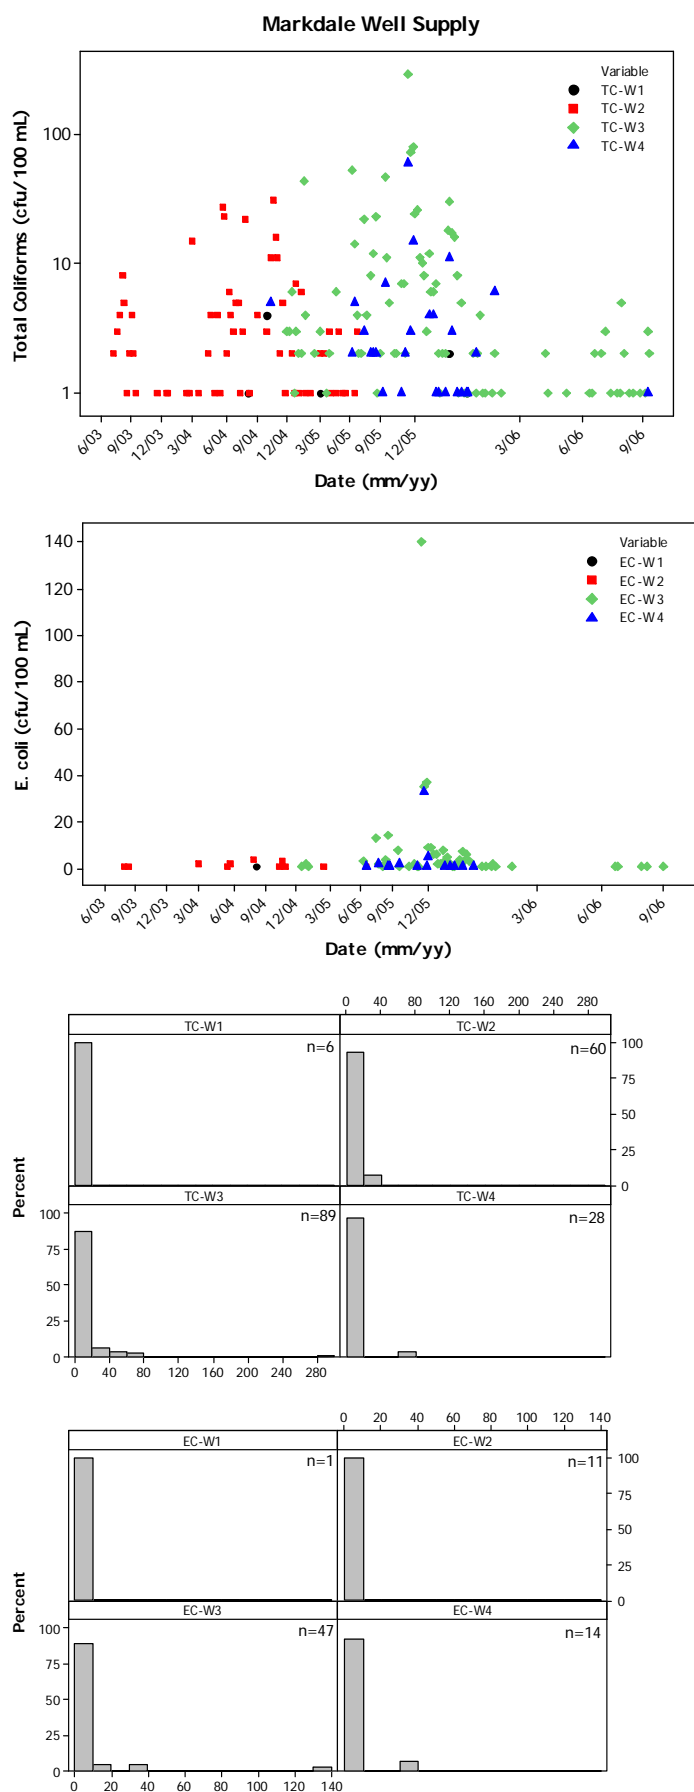 Markdale Well Supply
Total Coliforms (cfu/100 mL)
100
10
1
Variable
TC-W1
TC-W2
TC-W3
TC-W4
6/03 9/03 12/03 3/04 6/04 9/04 12/04 3/05 6/05 9/05 12/05 3/06 6/06 9/06
Date (mm/yy)
E. coli (cfu/100 mL)
140
120
100
80
60
40
20
0
Variable
EC-W1
EC-W2
EC-W3
EC-W4
6/03 9/03 12/03 3/04 6/04 9/04 12/04 3/05 6/05 9/05 12/05 3/06 6/06 9/06
Date (mm/yy)
0 40 80 120 160 200 240 280
TC-W1 TC-W2
n=6 n=60
100
75
50
25
0
Percent
TC-W3 TC-W4
n=89 n=28
100
75
50
25
0
0 40 80 120 160 200 240 280
0 20 40 60 80 100 120 140
EC-W1 EC-W2
n=1 n=11
100
75
50
25
0
Percent
EC-W3 EC-W4
n=47 n=14
100
75
50
25
0
0 20 40 60 80 100 120 140